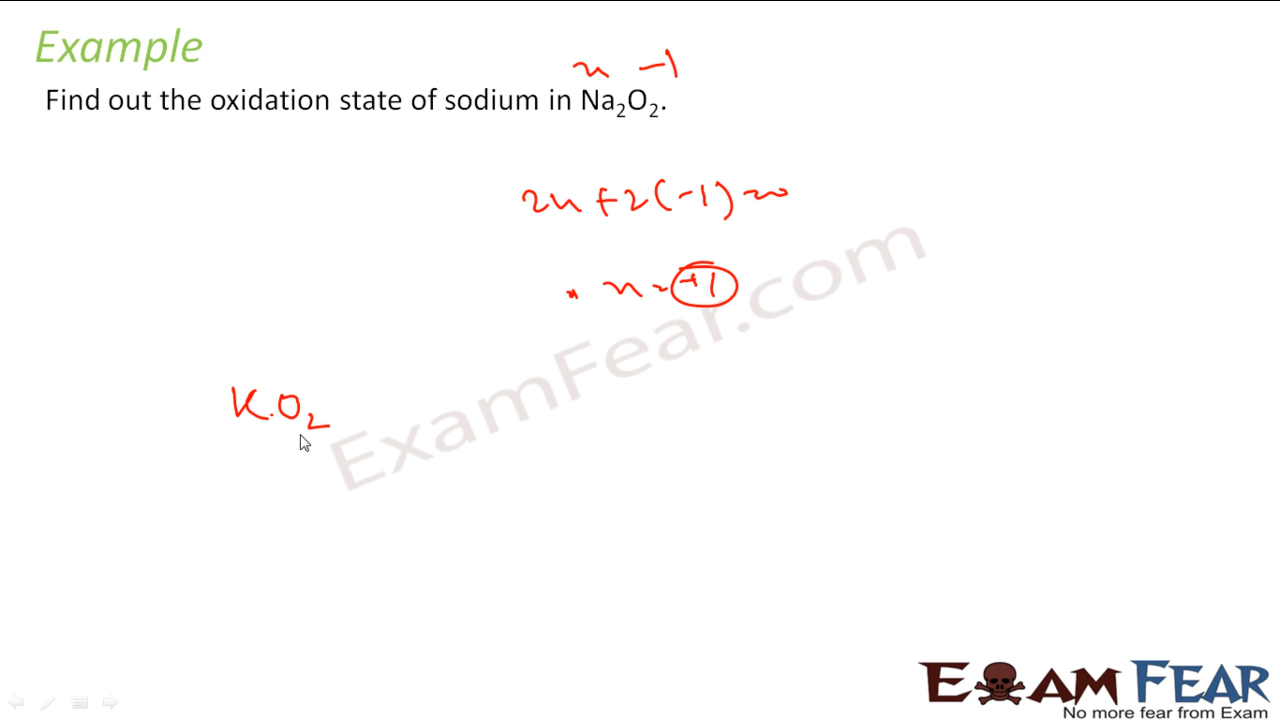 Example
x -1
Find out the oxidation state of sodium in Na₂O₂.
2x + 2(-1) = 0
x = +1
ExamFear.com
K.O₂
EXAM FEAR
No more fear from Exam